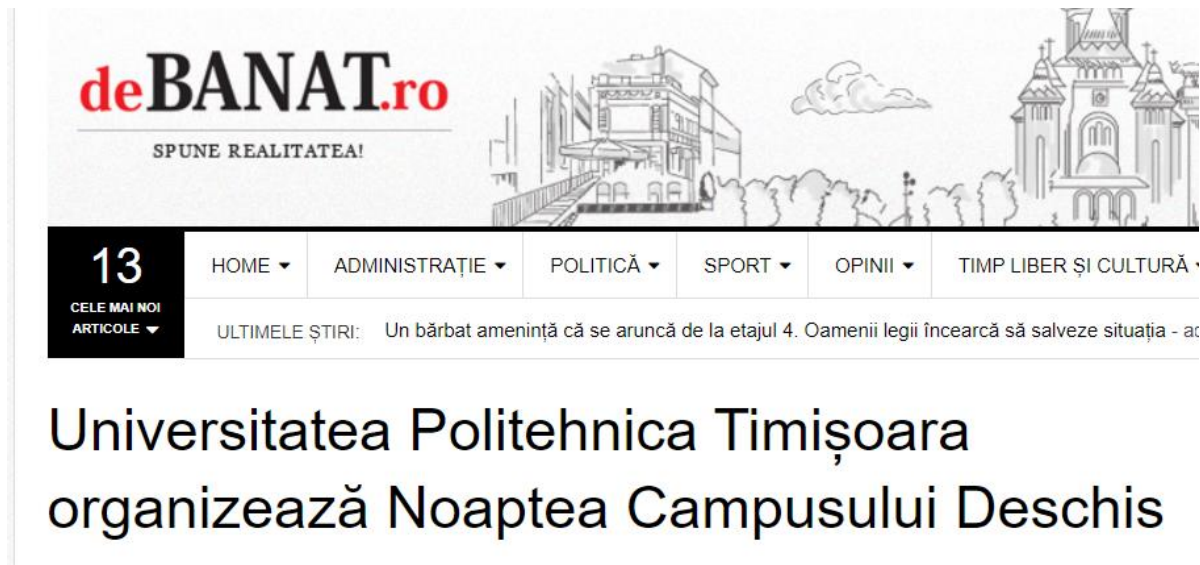 deBANAT.ro
SPUNE REALITATEA!
13
CELE MAI NOI
ARTICOLE
HOME ADMINISTRAȚIE POLITICĂ SPORT OPINII TIMP LIBER ȘI CULTURĂ
ULTIMELE ȘTIRI: Un bărbat amenință că se aruncă de la etajul 4. Oamenii legii încearcă să salveze situația -
Universitatea Politehnica Timișoara
organizează Noaptea Campusului Deschis